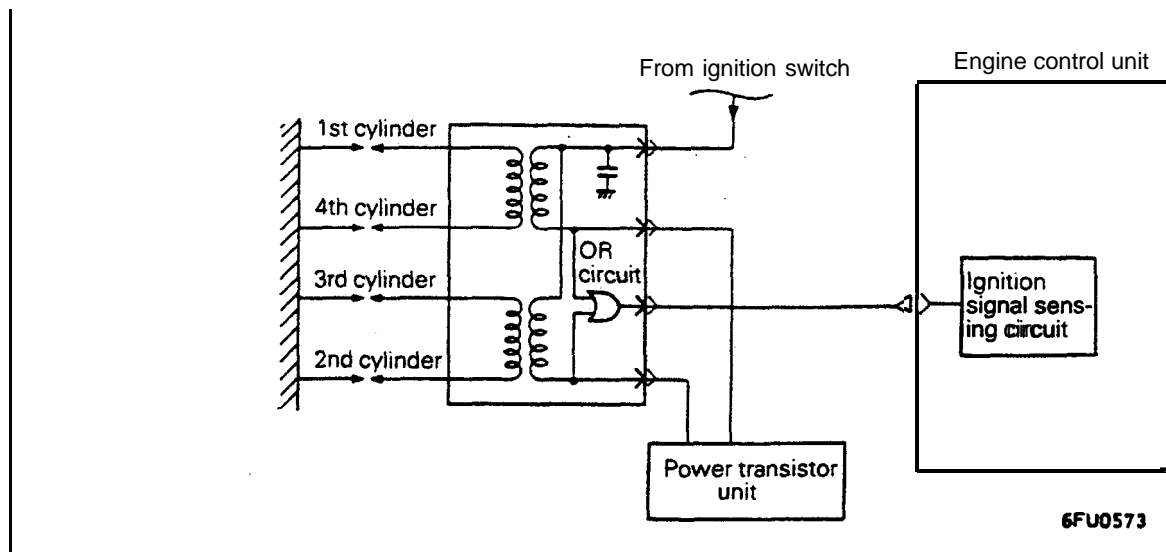 From ignition switch
Engine control unit
1st cylinder
4th cylinder
OR
circuit
3rd cylinder
Ignition
signal sens-
ing circuit
2nd cylinder
Power transistor
unit
6FU0573